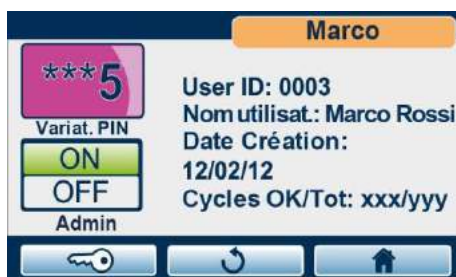 Marco
***5
Variat. PIN
ON
OFF
Admin
User ID: 0003
Nom utilisat.: Marco Rossi
Date Création:
12/02/12
Cycles OK/Tot: xxx/yyy